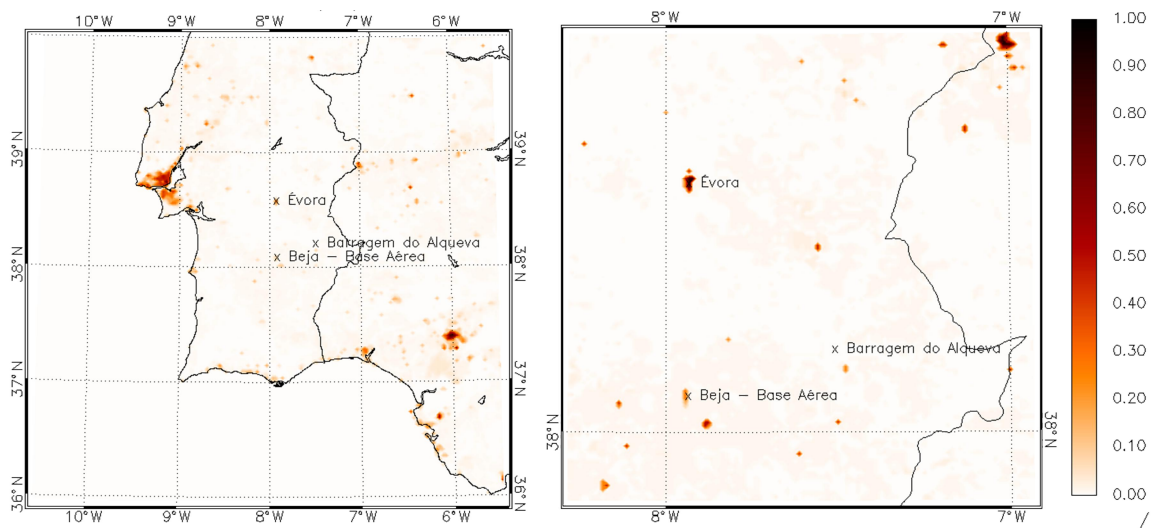 10°W 9°W 8°W 7°W 6°W
39°N 39°N
Évora
Barragem do Alqueva
Beja – Base Aérea
38°N 38°N
37°N 37°N
36°N 36°N
10°W 9°W 8°W 7°W 6°W
8°W 7°W
Évora
Barragem do Alqueva
Beja – Base Aérea
38°N 38°N
8°W 7°W
1.00
0.90
0.80
0.70
0.60
0.50
0.40
0.30
0.20
0.10
0.00
/